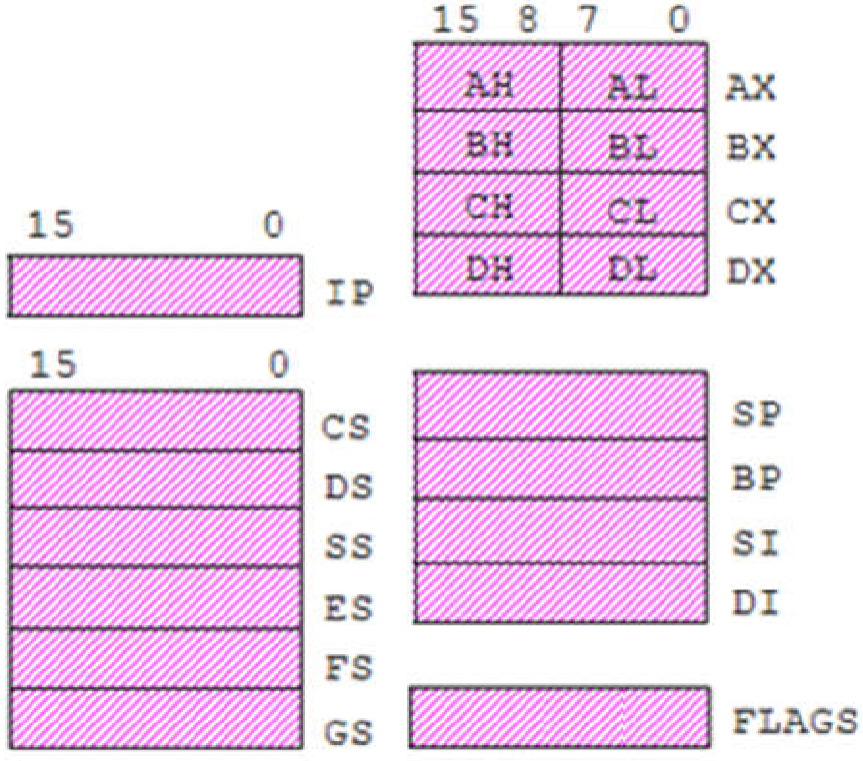 15 8 7 0
AH AL AX
BH BL BX
CH CL CX
DH DL DX
15 0
IP
15 0
CS
DS
SS
ES
FS
GS
SP
BP
SI
DI
FLAGS